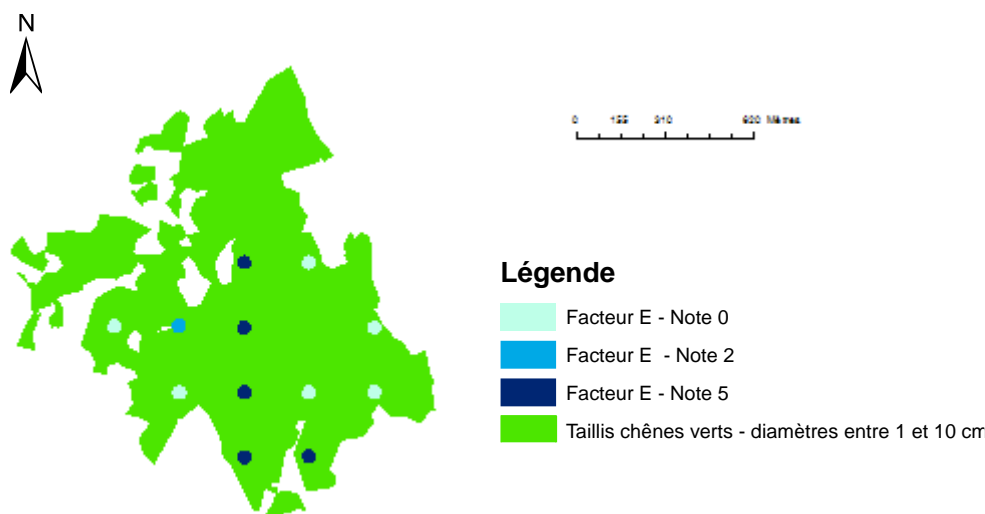 N
0 155 310 620 Mètres
Légende
Facteur E - Note 0
Facteur E - Note 2
Facteur E - Note 5
Taillis chênes verts - diamètres entre 1 et 10 cm